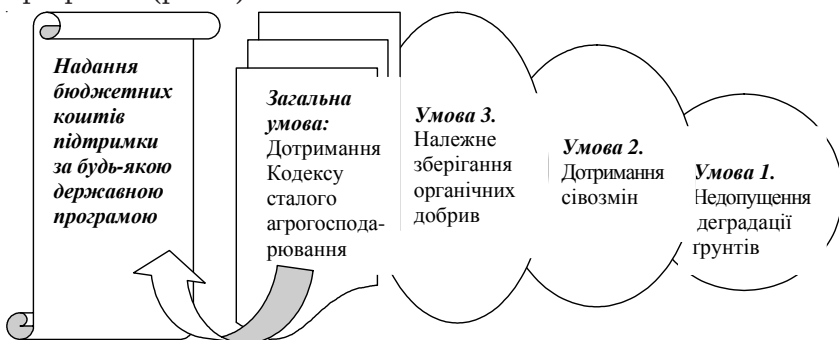 Надання
бюджетних
коштів
підтримки
за будь-якою
державною
програмою
Загальна
умова:
Дотримання
Кодексу
сталого
агрогоспода-
рювання
Умова 3.
Належне
зберігання
органічних
добрив
Умова 2.
Дотримання
сівозмін
Умова 1.
Недопущення
деградації
ґрунтів